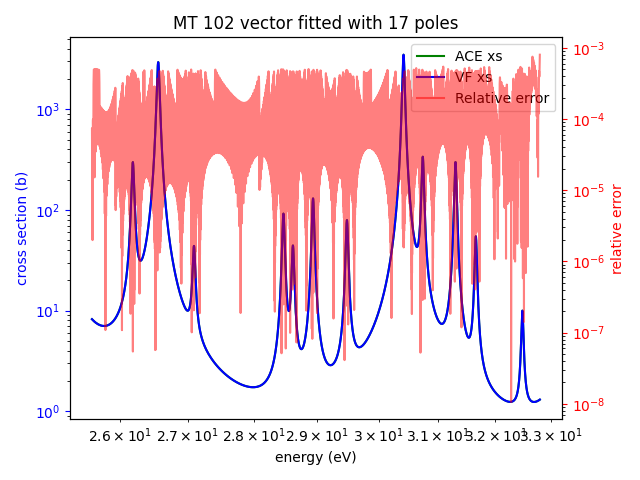 MT 102 vector fitted with 17 poles
ACE xs
VF xs
Relative error
10³
10²
10¹
10⁰
cross section (b)
10⁻³
10⁻⁴
10⁻⁵
10⁻⁶
10⁻⁷
10⁻⁸
relative error
2.6 × 10¹ 2.7 × 10¹ 2.8 × 10¹ 2.9 × 10¹ 3 × 10¹ 3.1 × 10¹ 3.2 × 10¹ 3.3 × 10¹
energy (eV)